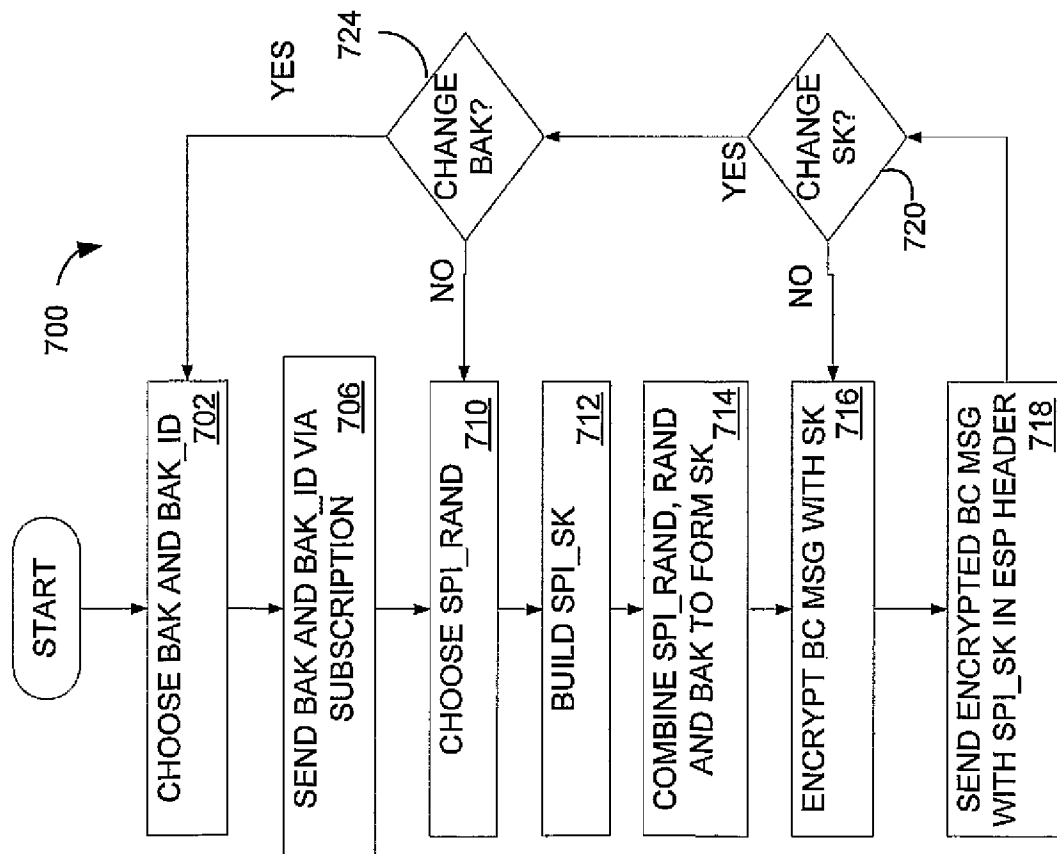 700
START
CHOOSE BAK AND BAK_ID
702
SEND BAK AND BAK_ID VIA
SUBSCRIPTION
706
CHOOSE SPI_RAND
710
BUILD SPI_SK
712
COMBINE SPI_RAND, RAND
AND BAK TO FORM SK
714
ENCRYPT BC MSG WITH SK
716
SEND ENCRYPTED BC MSG
WITH SPI_SK IN ESP HEADER
718
CHANGE
SK?
720
NO
YES
CHANGE
BAK?
724
NO
YES